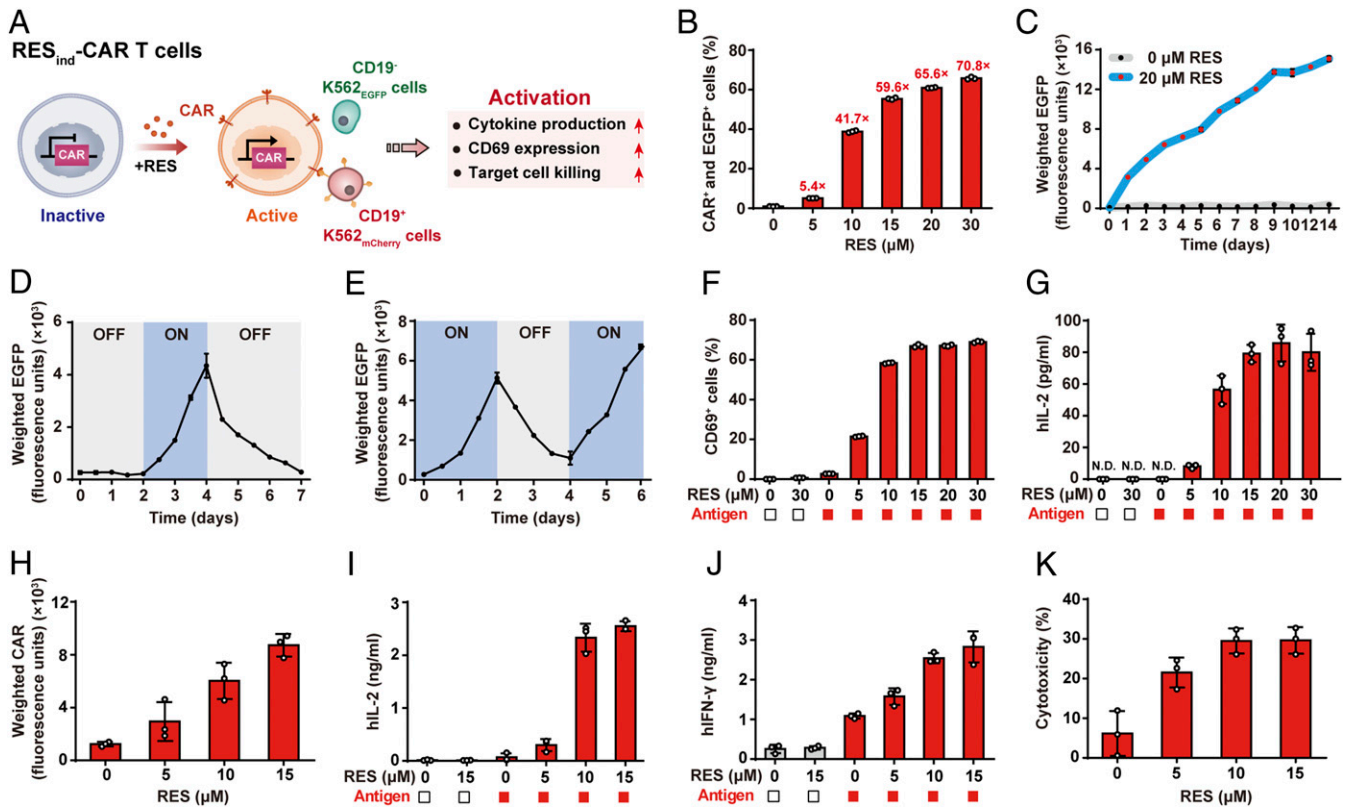 A
RES_ind-CAR T cells
CAR
+RES
CAR
Inactive
CAR
Active
CD19⁻
K562_EGFP cells
CD19⁺
K562_mCherry cells
Activation
• Cytokine production
• CD69 expression
• Target cell killing
B
CAR⁺ and EGFP⁺ cells (%)
80
60
40
20
0
5.4×
41.7×
59.6×
65.6×
70.8×
0 5 10 15 20 30
RES (μM)
C
Weighted EGFP
(fluorescence units) (×10³)
20
15
10
5
0
0 μM RES
20 μM RES
0 1 2 3 4 5 6 7 8 9 10 12 14
Time (days)
D
Weighted EGFP
(fluorescence units) (×10³)
6
4
2
0
OFF ON OFF
0 1 2 3 4 5 6 7
Time (days)
E
Weighted EGFP
(fluorescence units) (×10³)
8
6
4
2
0
ON OFF ON
0 1 2 3 4 5 6
Time (days)
F
CD69⁺ cells (%)
80
60
40
20
0
RES (μM) 0 30 0 5 10 15 20 30
Antigen
G
hIL-2
(pg/ml)
100
80
60
40
20
0
N.D. N.D. N.D.
RES (μM) 0 30 0 5 10 15 20 30
Antigen
H
Weighted CAR
(fluorescence units) (×10³)
12
8
4
0
0 5 10 15
RES (μM)
I
hIL-2 (ng/ml)
3
2
1
0
RES (μM) 0 15 0 5 10 15
Antigen
J
hIFN-γ (ng/ml)
4
3
2
1
0
RES (μM) 0 15 0 5 10 15
Antigen
K
Cytotoxicity (%)
40
30
20
10
0
0 5 10 15
RES (μM)